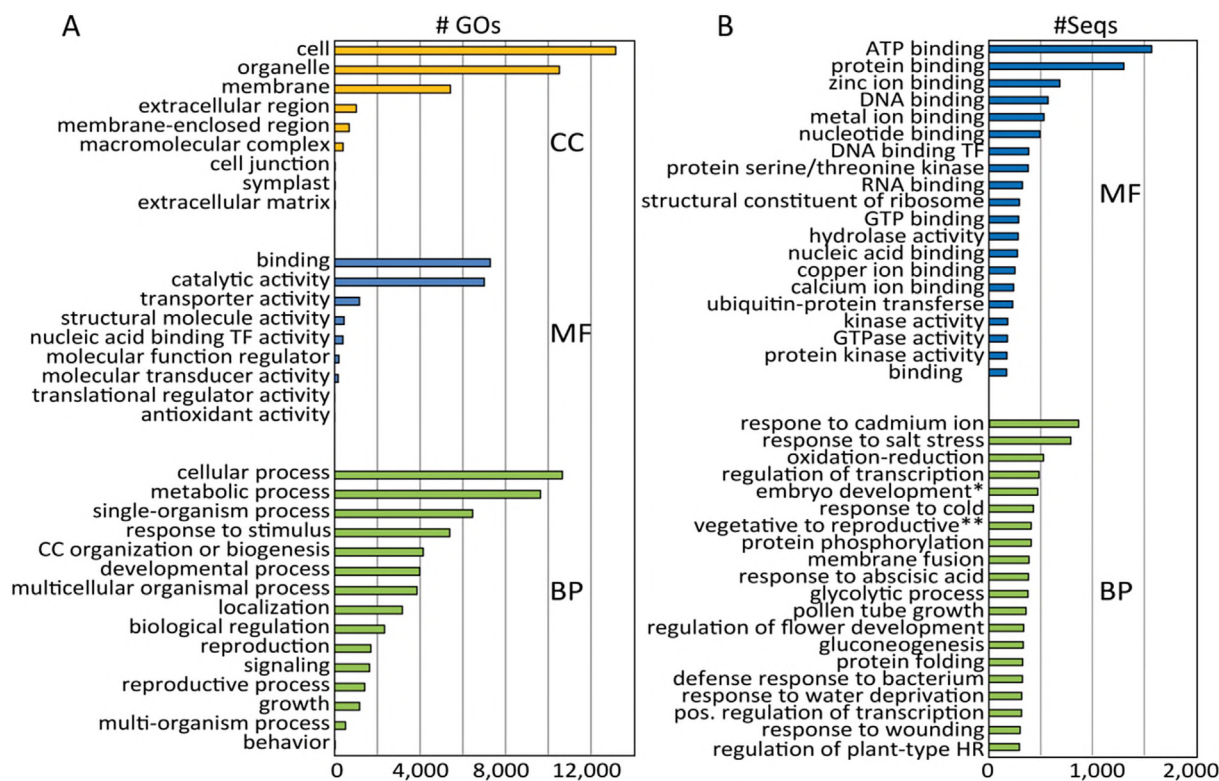 A
# GOs
cell
organelle
membrane
extracellular region
membrane-enclosed region
macromolecular complex
cell junction
symplast
extracellular matrix
CC
binding
catalytic activity
transporter activity
structural molecule activity
nucleic acid binding TF activity
molecular function regulator
molecular transducer activity
translational regulator activity
antioxidant activity
MF
cellular process
metabolic process
single-organism process
response to stimulus
CC organization or biogenesis
developmental process
multicellular organismal process
localization
biological regulation
reproduction
signaling
reproductive process
growth
multi-organism process
behavior
BP
0 4,000 8,000 12,000
B
#Seqs
ATP binding
protein binding
zinc ion binding
DNA binding
metal ion binding
nucleotide binding
DNA binding TF
protein serine/threonine kinase
RNA binding
structural constituent of ribosome
GTP binding
hydrolase activity
nucleic acid binding
copper ion binding
calcium ion binding
ubiquitin-protein transferse
kinase activity
GTPase activity
protein kinase activity
binding
MF
respone to cadmium ion
response to salt stress
oxidation-reduction
regulation of transcription
embryo development*
response to cold
vegetative to reproductive**
protein phosphorylation
membrane fusion
response to abscisic acid
glycolytic process
pollen tube growth
regulation of flower development
gluconeogenesis
protein folding
defense response to bacterium
response to water deprivation
pos. regulation of transcription
response to wounding
regulation of plant-type HR
BP
0 1,000 2,000